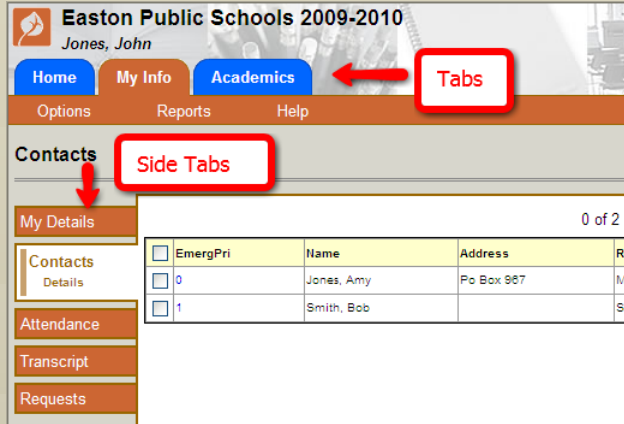 Easton Public Schools 2009-2010
Jones, John
Home My Info Academics
Tabs
Options Reports Help
Contacts
Side Tabs
My Details
0 of 2
EmergPri Name Address R
Contacts
Details
0 Jones, Amy Po Box 967 M
1 Smith, Bob S
Attendance
Transcript
Requests